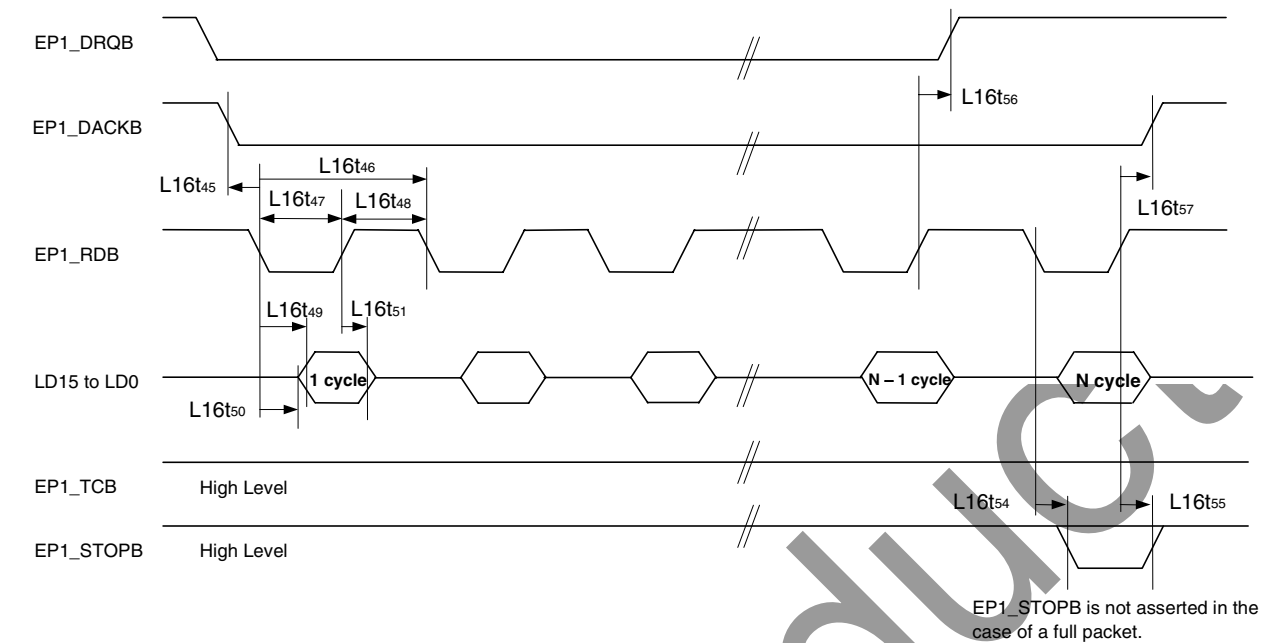 EP1_DRQB
L16t56
EP1_DACKB
L16t46
L16t45
L16t47
L16t48
L16t57
EP1_RDB
L16t49
L16t51
LD15 to LD0
1 cycle
N – 1 cycle
N cycle
L16t50
EP1_TCB
High Level
L16t54
L16t55
EP1_STOPB
High Level
EP1_STOPB is not asserted in the
case of a full packet.